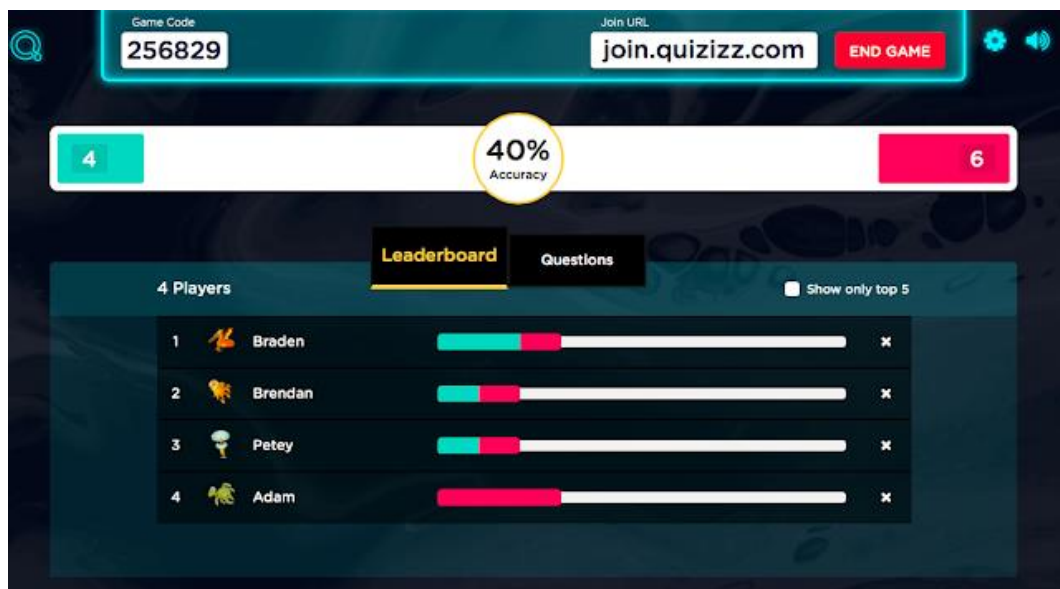 Game Code
Join URL
256829
join.quizizz.com
END GAME
4
40%
Accuracy
6
Leaderboard
Questions
4 Players
Show only top 5
1 Braden
2 Brendan
3 Petey
4 Adam